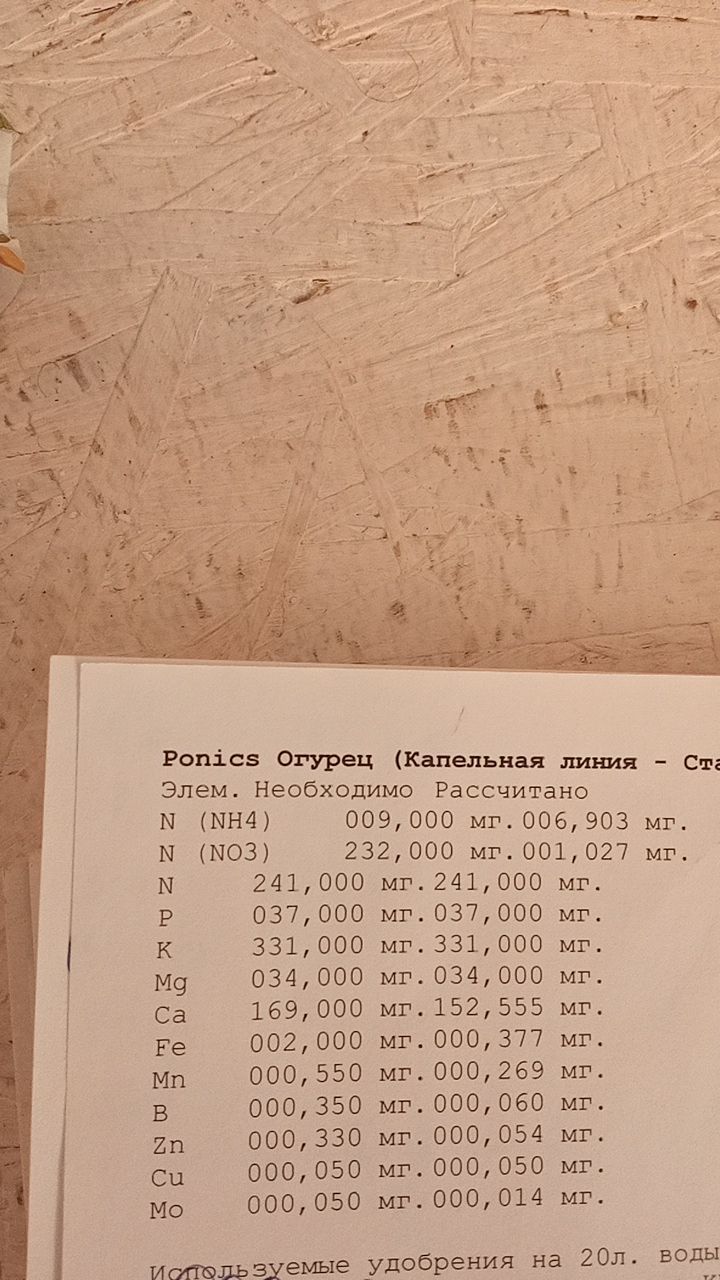 Ponics Огурец (Капельная линия -
Элем. Необходимо Рассчитано
N (NH4) 009,000 мг. 006,903 мг.
N (NO3) 232,000 мг. 001,027 мг.
N 241,000 мг. 241,000 мг.
P 037,000 мг. 037,000 мг.
K 331,000 мг. 331,000 мг.
Mg 034,000 мг. 034,000 мг.
Ca 169,000 мг. 152,555 мг.
Fe 002,000 мг. 000,377 мг.
Mn 000,550 мг. 000,269 мг.
B 000,350 мг. 000,060 мг.
Zn 000,330 мг. 000,054 мг.
Cu 000,050 мг. 000,050 мг.
Mo 000,050 мг. 000,014 мг.
Используемые удобрения на 20л. воды